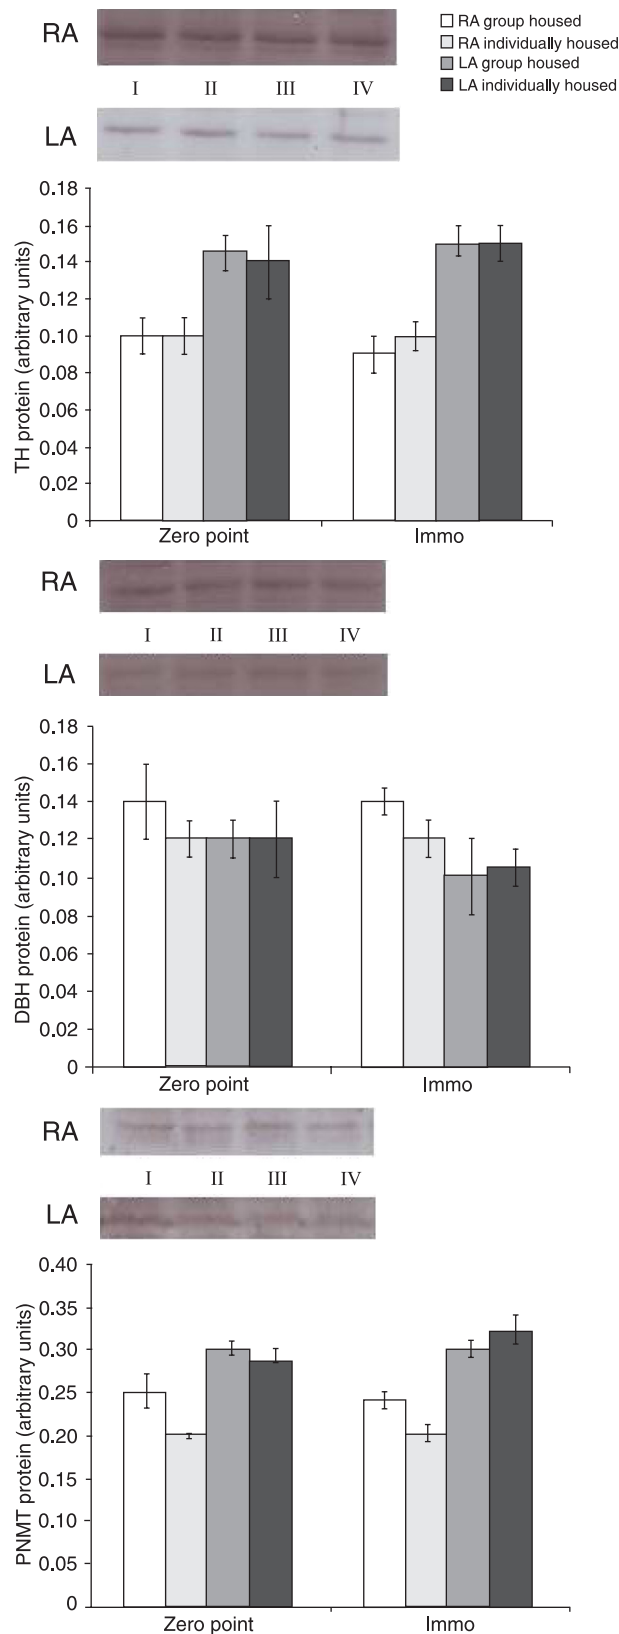 RA
RA group housed
RA individually housed
LA group housed
LA individually housed
I II III IV
LA
TH protein (arbitrary units)
0.18
0.16
0.14
0.12
0.10
0.08
0.06
0.04
0.02
0
Zero point Immo
RA
I II III IV
LA
DBH protein (arbitrary units)
0.18
0.16
0.14
0.12
0.10
0.08
0.06
0.04
0.02
0
Zero point Immo
RA
I II III IV
LA
PNMT protein (arbitrary units)
0.40
0.35
0.30
0.25
0.20
0.15
0.10
0.05
0
Zero point Immo